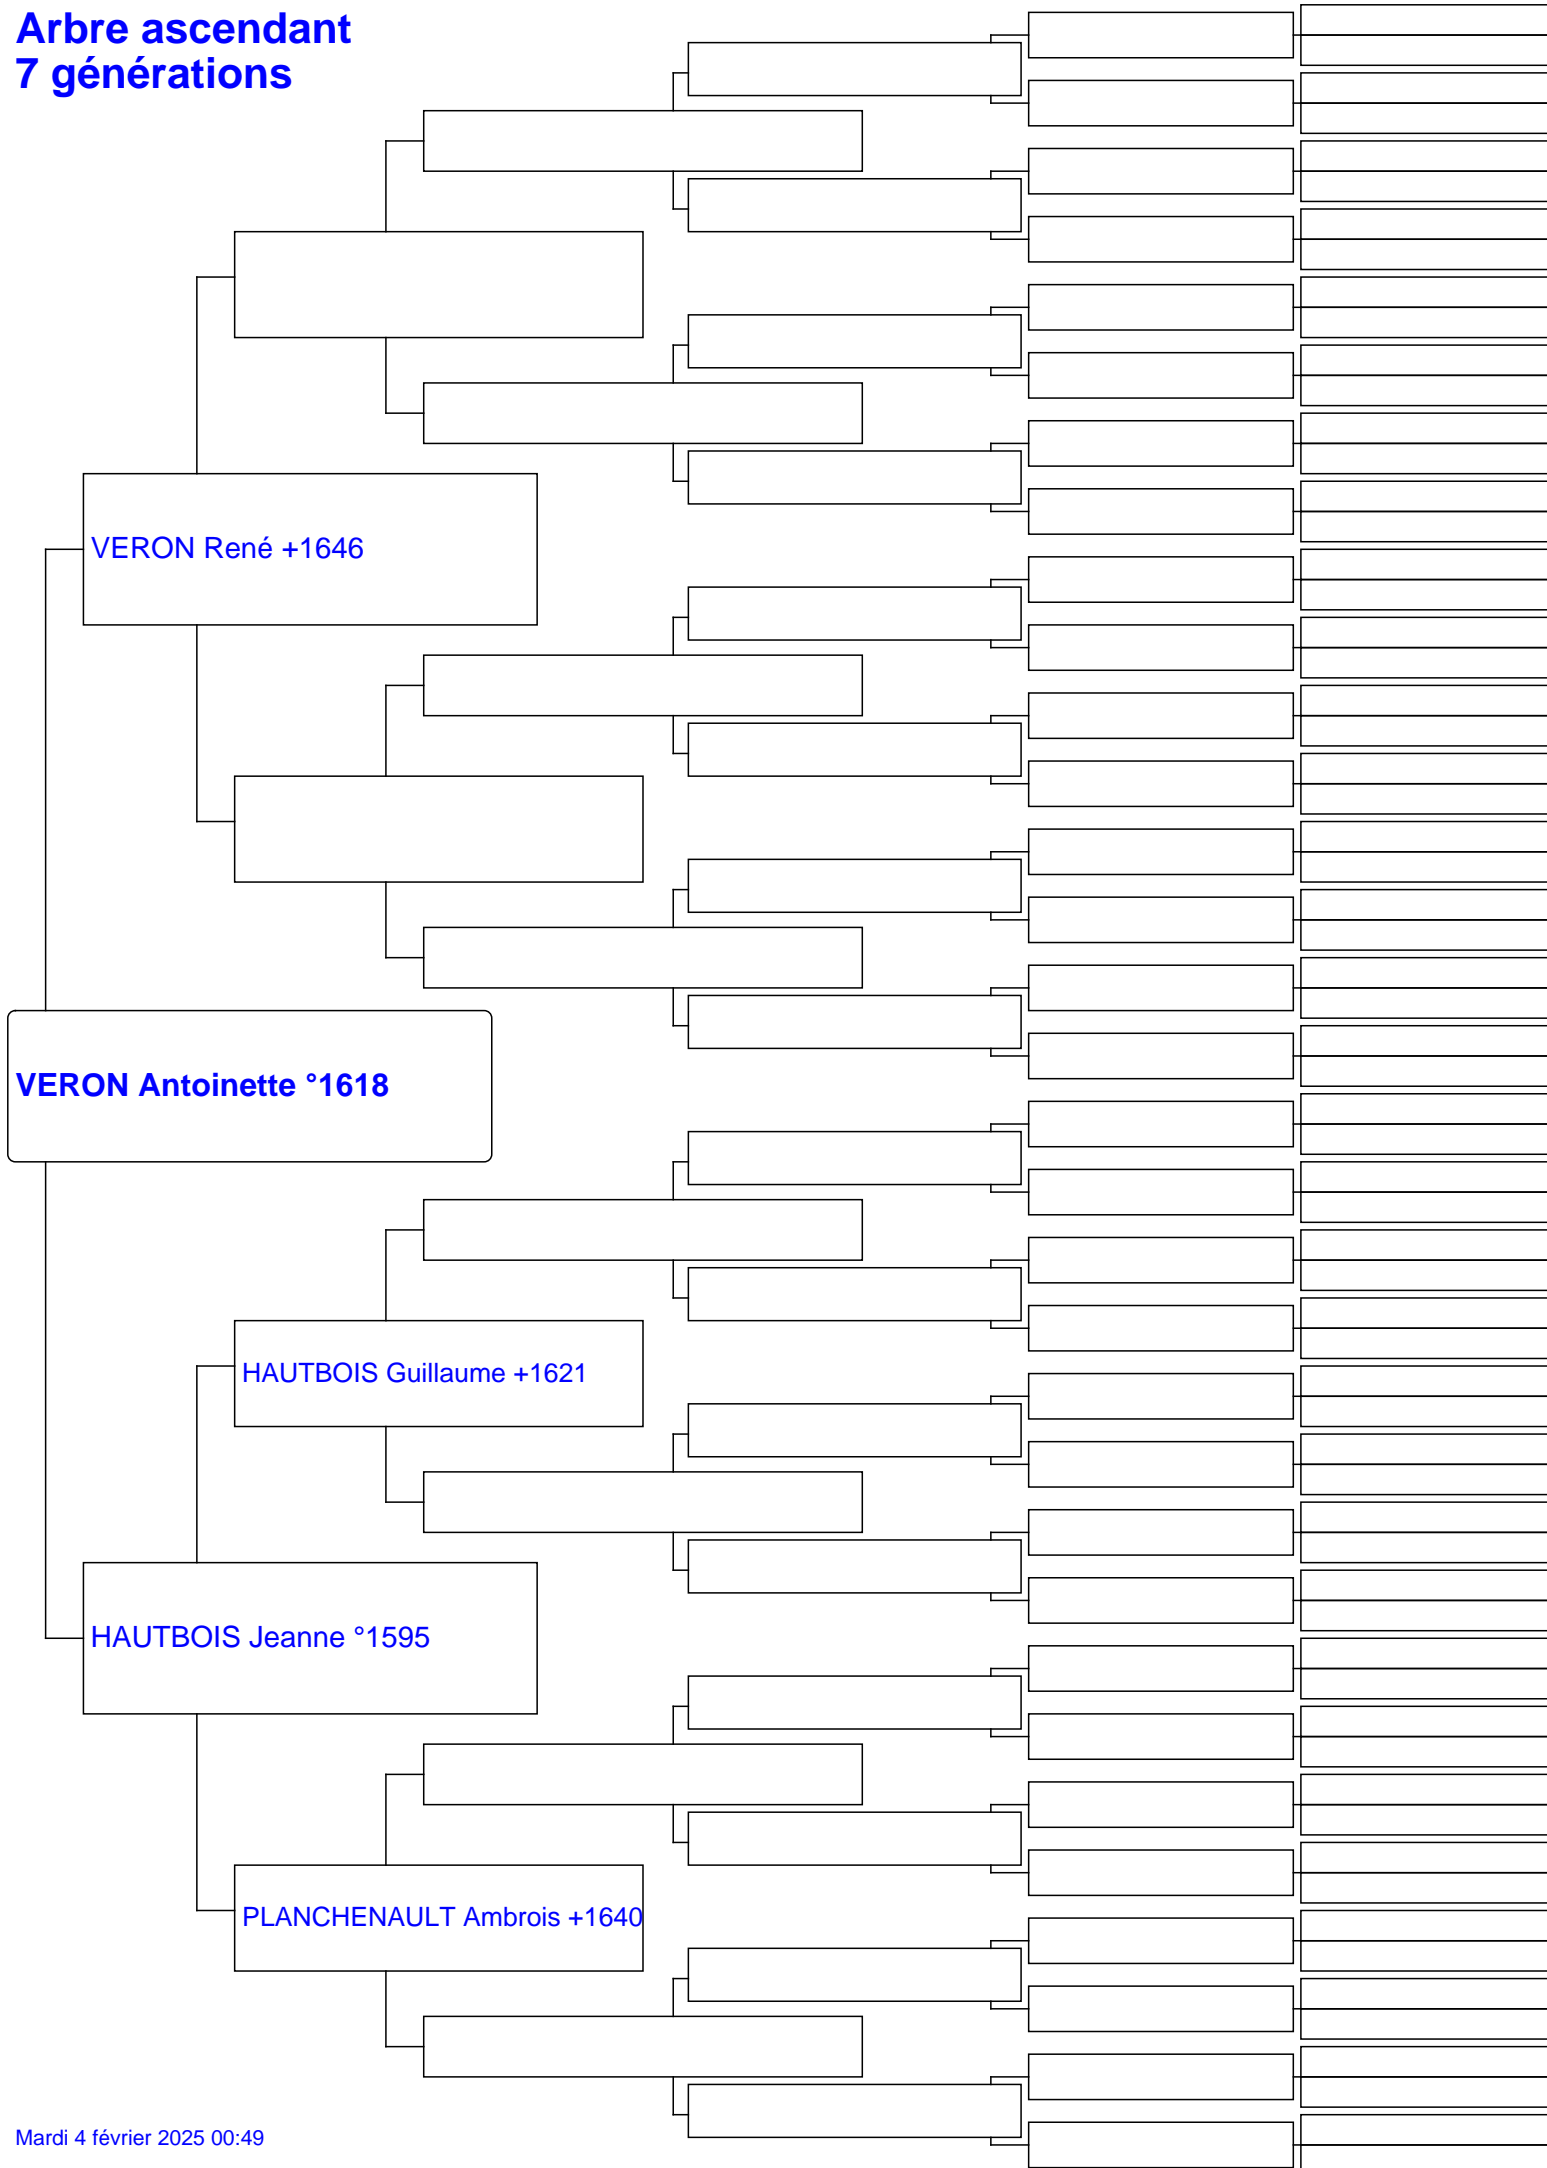 Arbre ascendant
7 générations
VERON René +1646
VERON Antoinette °1618
HAUTBOIS Guillaume +1621
HAUTBOIS Jeanne °1595
PLANCHENAULT Ambrois +1640
Mardi 4 février 2025 00:49